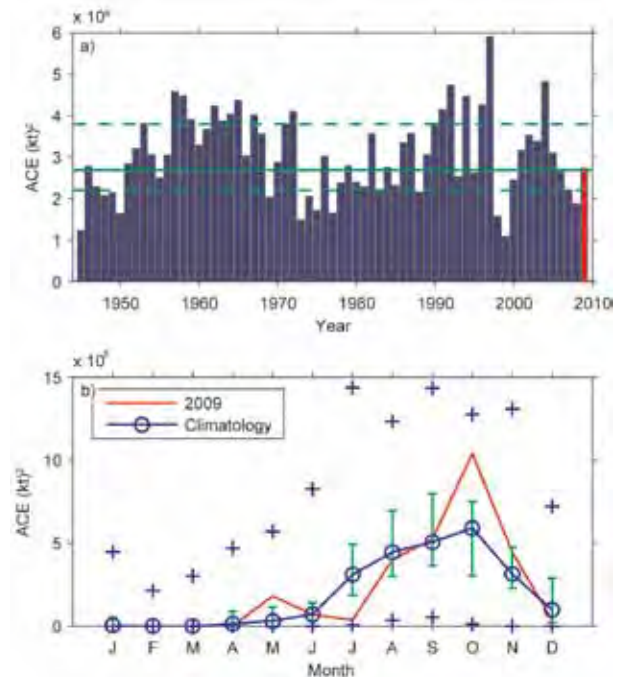 x 10⁶
a)
6
5
4
3
2
1
0
ACE (kt)²
1950 1960 1970 1980 1990 2000 2010
Year
x 10⁵
b)
2009
Climatology
15
10
5
0
ACE (kt)²
J F M A M J J A S O N D
Month